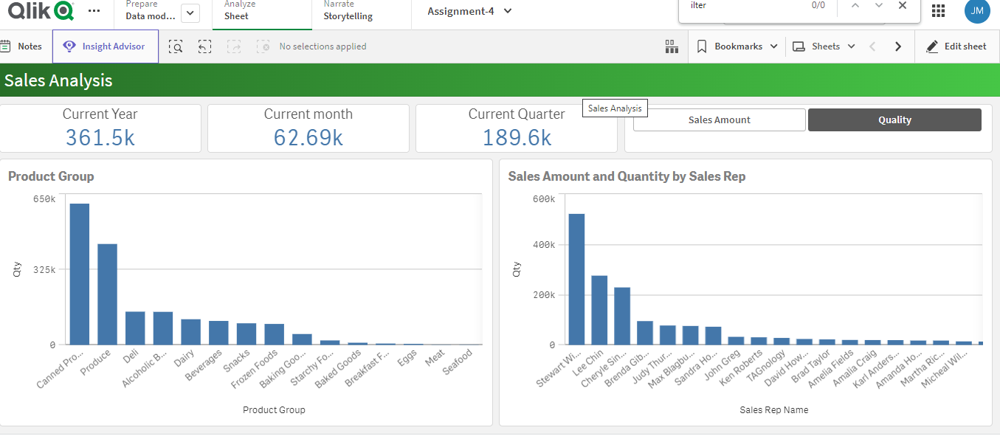 Qlik
Prepare
Data mod...
Analyze
Sheet
Narrate
Storytelling
Assignment-4
ilter
0/0
JM
Notes
Insight Advisor
No selections applied
Bookmarks
Sheets
Edit sheet
Sales Analysis
Current Year
361.5k
Current month
62.69k
Current Quarter
189.6k
Sales Analysis
Sales Amount
Quality
Product Group
650k
325k
0
Qty
Canned Pro...
Produce
Deli
Alcoholic B...
Dairy
Beverages
Snacks
Frozen Foods
Baking Goo...
Starchy Fo...
Baked Goods
Breakfast F...
Eggs
Meat
Seafood
Product Group
Sales Amount and Quantity by Sales Rep
600k
400k
200k
0
Qty
Stewart Wi...
Lee Chin
Cheryle Sin...
Brenda Gib...
Judy Thur...
Max Blagbu...
Sandra Ho...
John Greg
Ken Roberts
TAGnology
David How...
Brad Taylor
Amelia Fields
Amalia Craig
Karl Anders...
Amanda Ho...
Martha Ric...
Micheal Wil...
Sales Rep Name